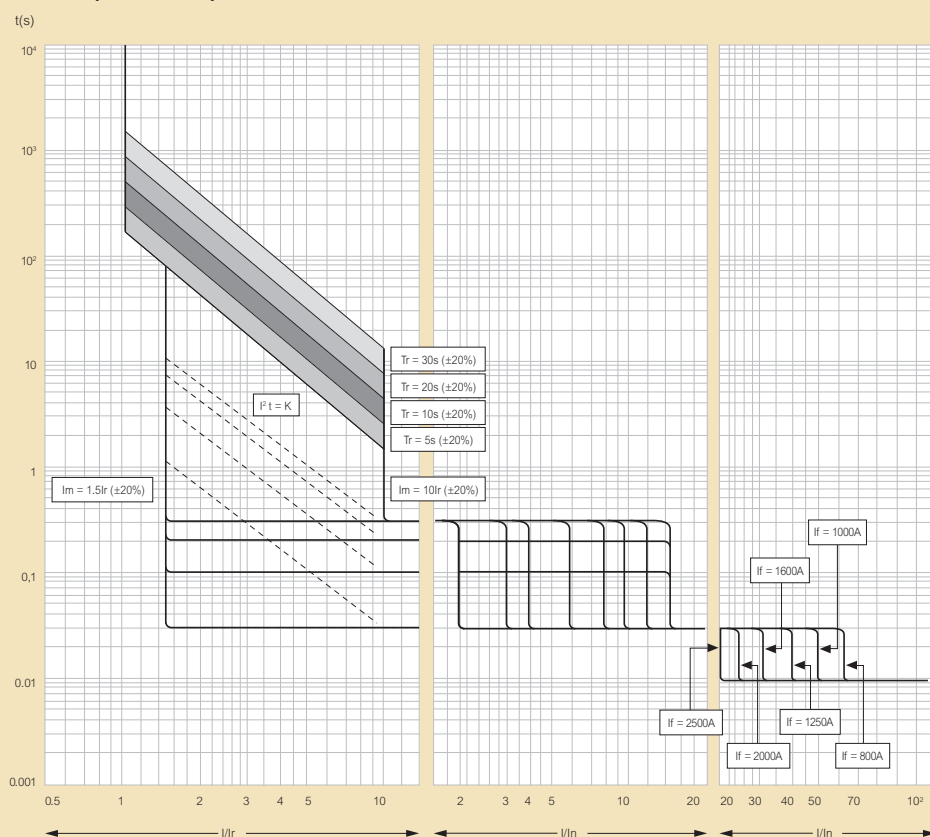 t(s)
10⁴
10³
10²
10
1
0,1
0.01
0.001
Tr = 30s (±20%)
Tr = 20s (±20%)
Tr = 10s (±20%)
Tr = 5s (±20%)
I² t = K
Im = 1.5Ir (±20%)
Im = 10Ir (±20%)
If = 1000A
If = 1600A
If = 2500A
If = 1250A
If = 2000A
If = 800A
0.5 1 2 3 4 5 10
2 3 4 5 10 20
20 30 40 50 70 10²
I/Ir
I/In
I/In